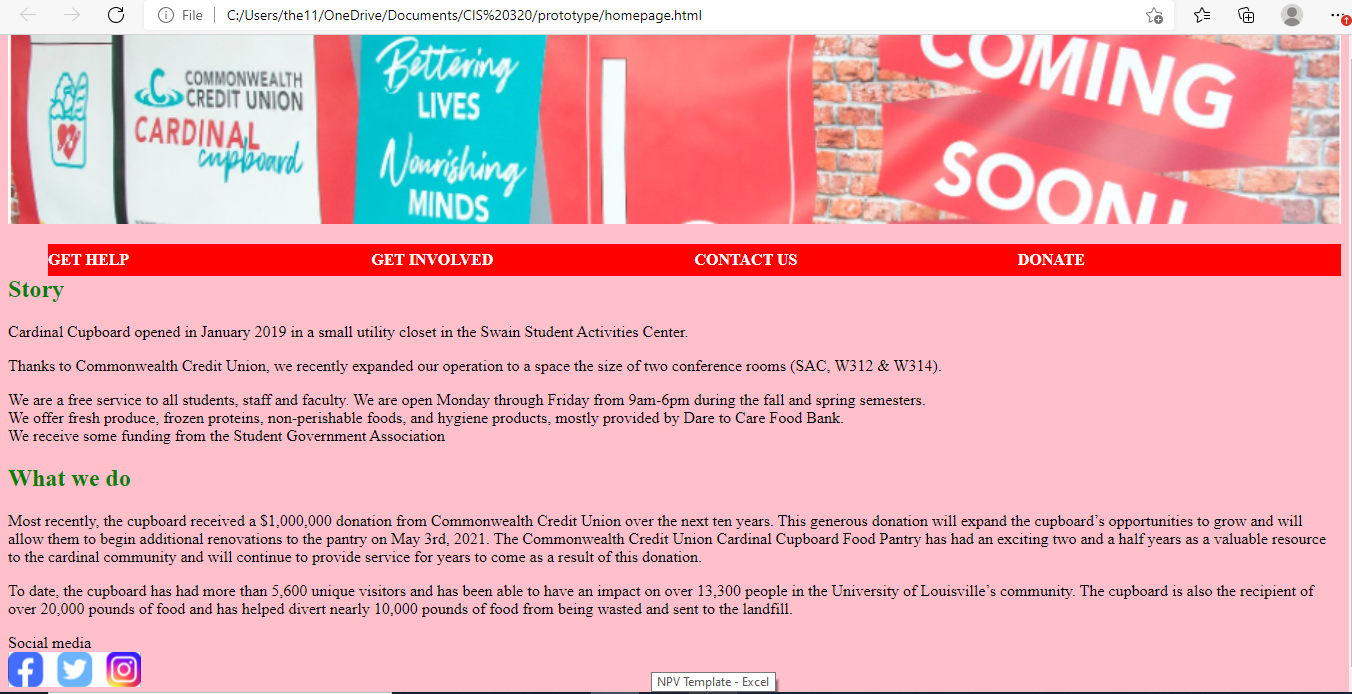 File
C:/Users/the11/OneDrive/Documents/CIS%20320/prototype/homepage.html
COMMONWEALTH
CREDIT UNION
CARDINAL
cupboard
Bettering
LIVES
Nourishing
MINDS
COMING
SOON!
GET HELP GET INVOLVED CONTACT US DONATE
Story
Cardinal Cupboard opened in January 2019 in a small utility closet in the Swain Student Activities Center.
Thanks to Commonwealth Credit Union, we recently expanded our operation to a space the size of two conference rooms (SAC, W312 & W314).
We are a free service to all students, staff and faculty. We are open Monday through Friday from 9am-6pm during the fall and spring semesters.
We offer fresh produce, frozen proteins, non-perishable foods, and hygiene products, mostly provided by Dare to Care Food Bank.
We receive some funding from the Student Government Association
What we do
Most recently, the cupboard received a $1,000,000 donation from Commonwealth Credit Union over the next ten years. This generous donation will expand the cupboard’s opportunities to grow and will
allow them to begin additional renovations to the pantry on May 3rd, 2021. The Commonwealth Credit Union Cardinal Cupboard Food Pantry has had an exciting two and a half years as a valuable resource
to the cardinal community and will continue to provide service for years to come as a result of this donation.
To date, the cupboard has had more than 5,600 unique visitors and has been able to have an impact on over 13,300 people in the University of Louisville’s community. The cupboard is also the recipient of
over 20,000 pounds of food and has helped divert nearly 10,000 pounds of food from being wasted and sent to the landfill.
Social media
NPV Template - Excel